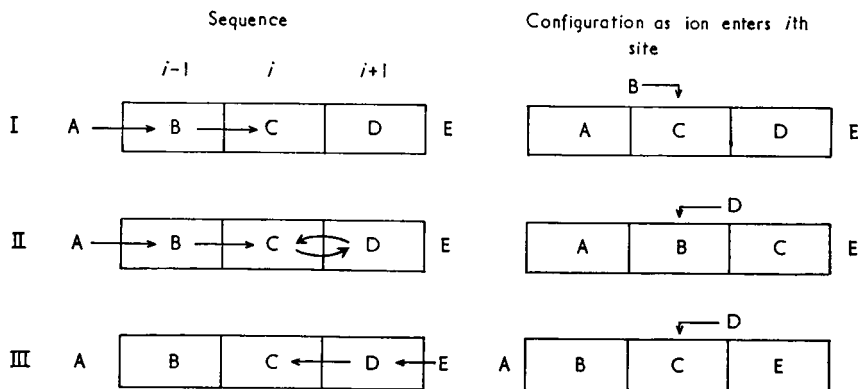 Sequence
Configuration as ion enters ith
site
i-1 i i+1
B
I A B C D E A C D E
D
II A B C D E A B C E
D
III A B C D E A B C E